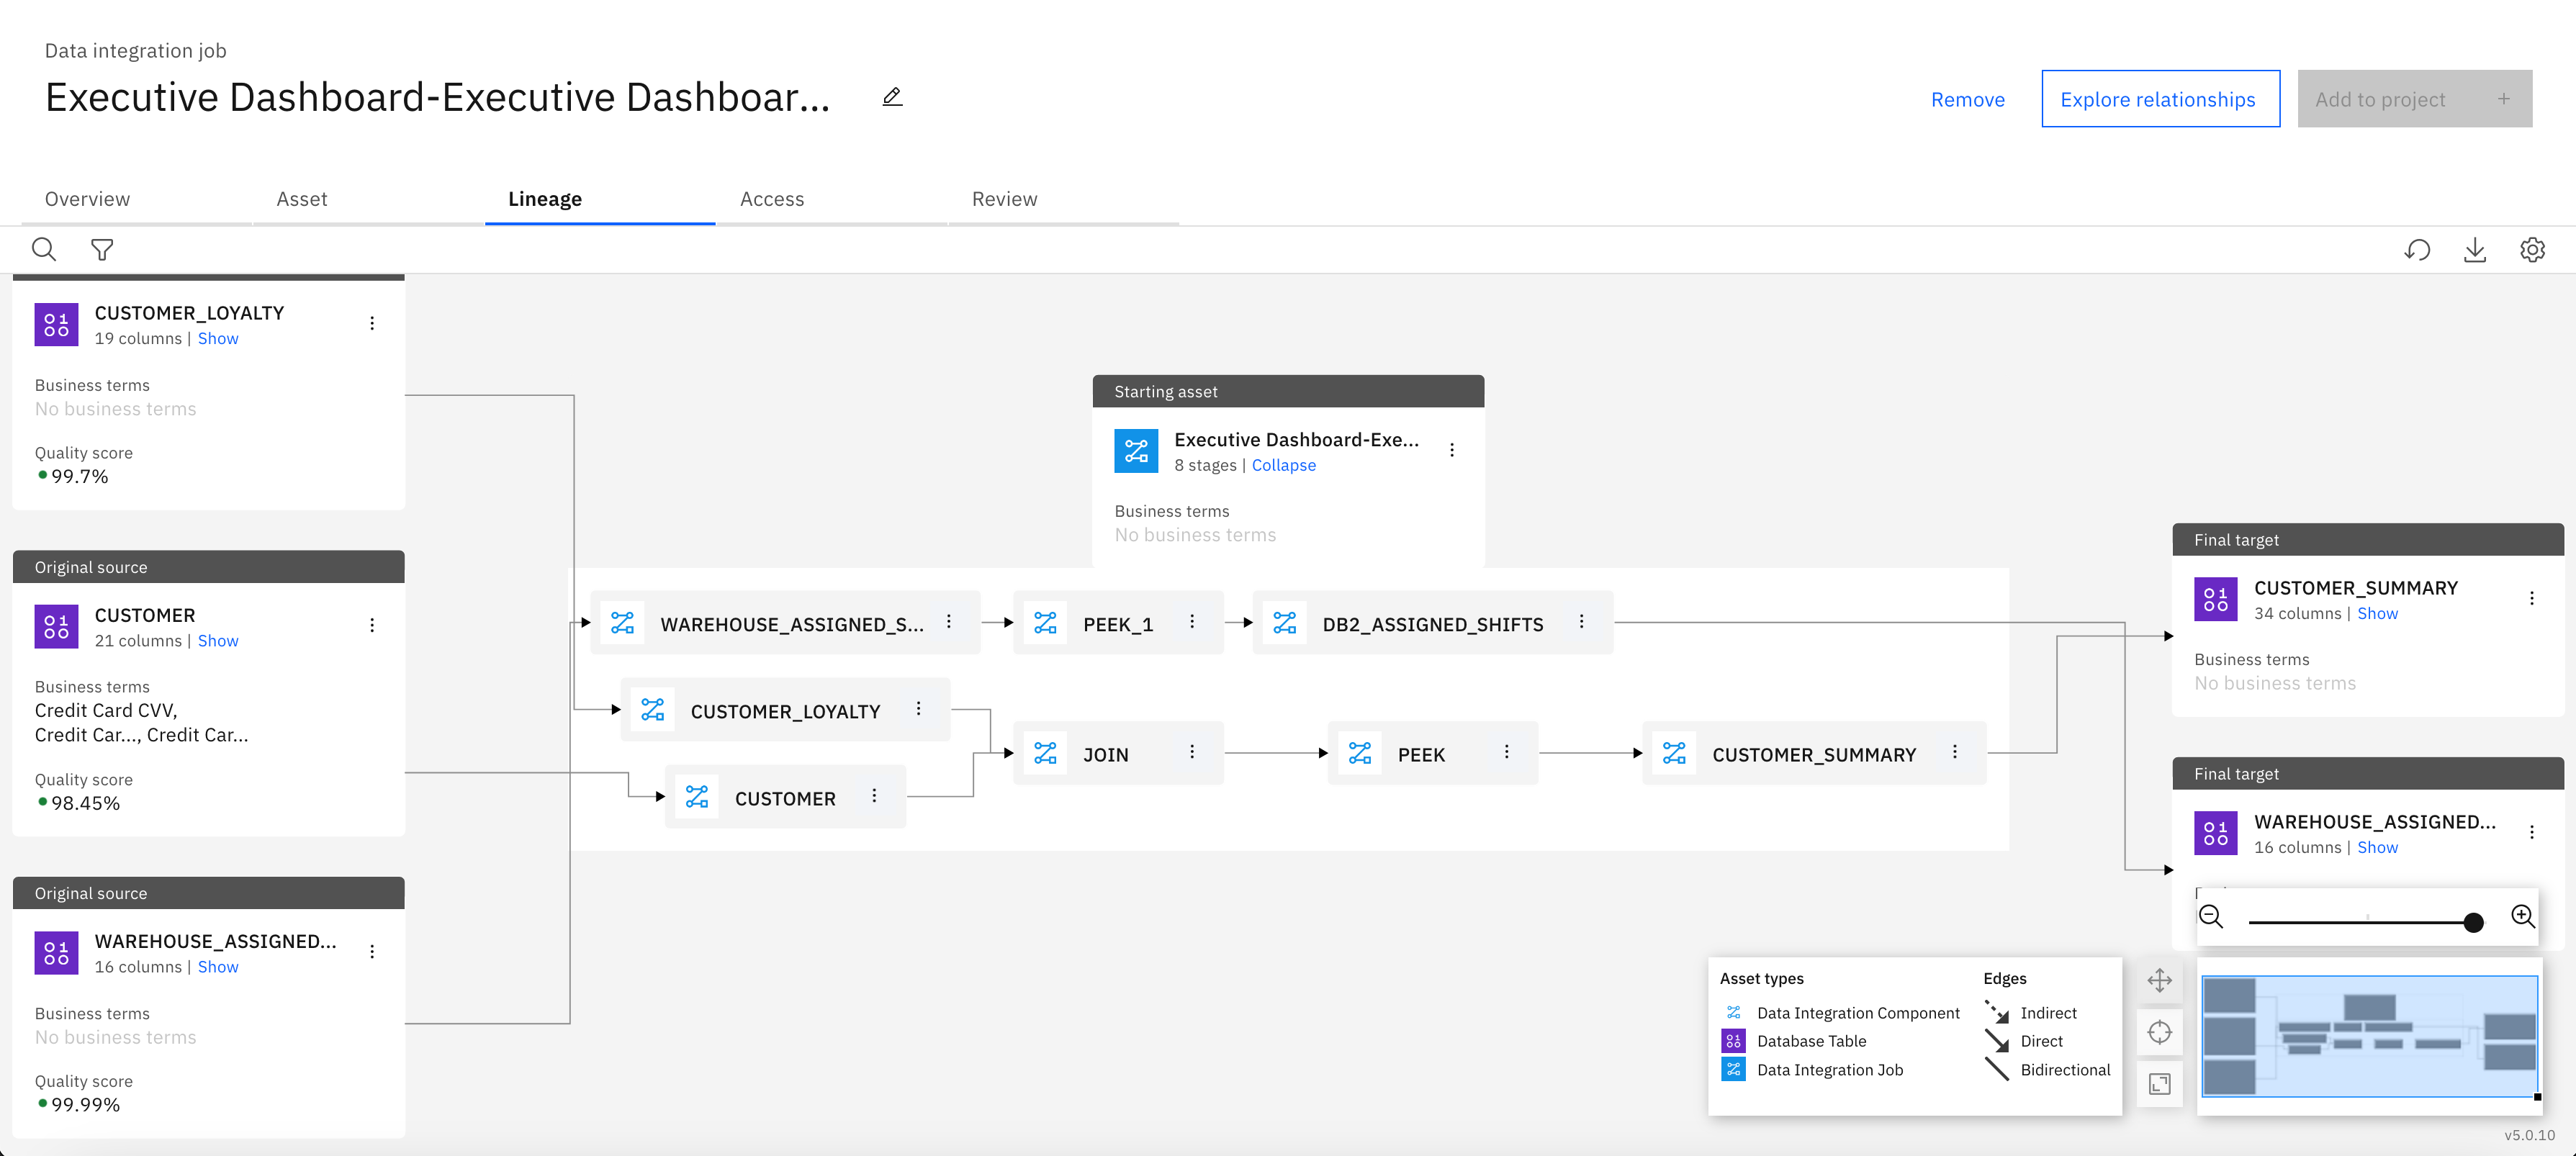 Data integration job
Executive Dashboard-Executive Dashboar...
Remove
Explore relationships
Add to project +
Overview
Asset
Lineage
Access
Review
CUSTOMER_LOYALTY
19 columns | Show
Business terms
No business terms
Quality score
99.7%
Original source
CUSTOMER
21 columns | Show
Business terms
Credit Card CVV,
Credit Car..., Credit Car...
Quality score
98.45%
Original source
WAREHOUSE_ASSIGNED...
16 columns | Show
Business terms
No business terms
Quality score
99.99%
Starting asset
Executive Dashboard-Exe...
8 stages | Collapse
Business terms
No business terms
WAREHOUSE_ASSIGNED_S...
PEEK_1
DB2_ASSIGNED_SHIFTS
CUSTOMER_LOYALTY
CUSTOMER
JOIN
PEEK
CUSTOMER_SUMMARY
Final target
CUSTOMER_SUMMARY
34 columns | Show
Business terms
No business terms
Final target
WAREHOUSE_ASSIGNED...
16 columns | Show
Asset types
Data Integration Component
Database Table
Data Integration Job
Edges
Indirect
Direct
Bidirectional
v5.0.10